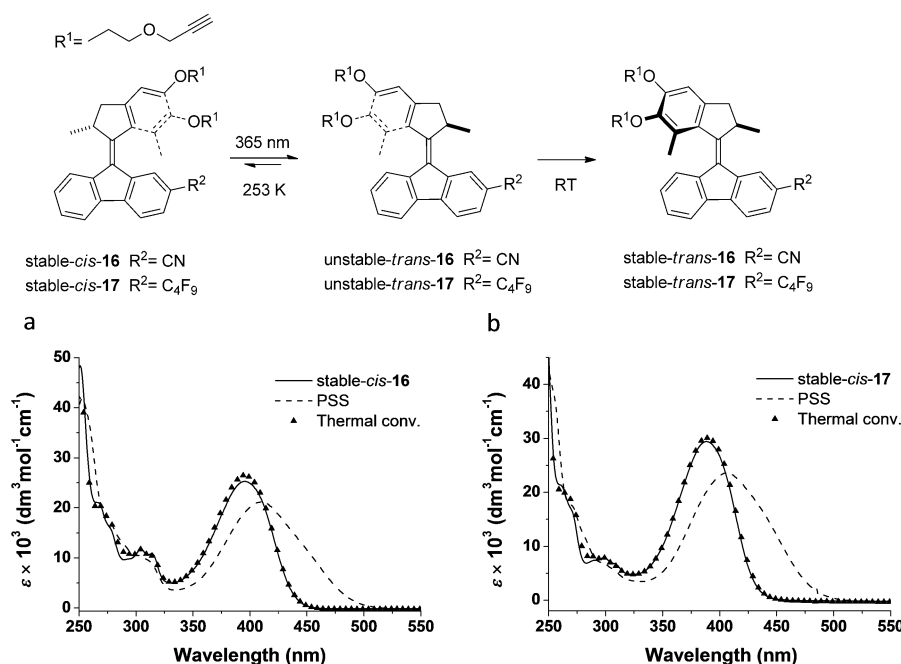 R¹= O
OR¹
OR¹
R²
365 nm
253 K
R¹O
R¹O
R²
RT
R¹O
R¹O
R²
stable-cis-16 R²= CN
stable-cis-17 R²= C₄F₉
unstable-trans-16 R²= CN
unstable-trans-17 R²= C₄F₉
stable-trans-16 R²= CN
stable-trans-17 R²= C₄F₉
a
50
40
30
20
10
0
ε × 10³ (dm³mol⁻¹cm⁻¹)
stable-cis-16
PSS
Thermal conv.
250 300 350 400 450 500 550
Wavelength (nm)
b
40
30
20
10
0
ε × 10³ (dm³mol⁻¹cm⁻¹)
stable-cis-17
PSS
Thermal conv.
250 300 350 400 450 500 550
Wavelength (nm)